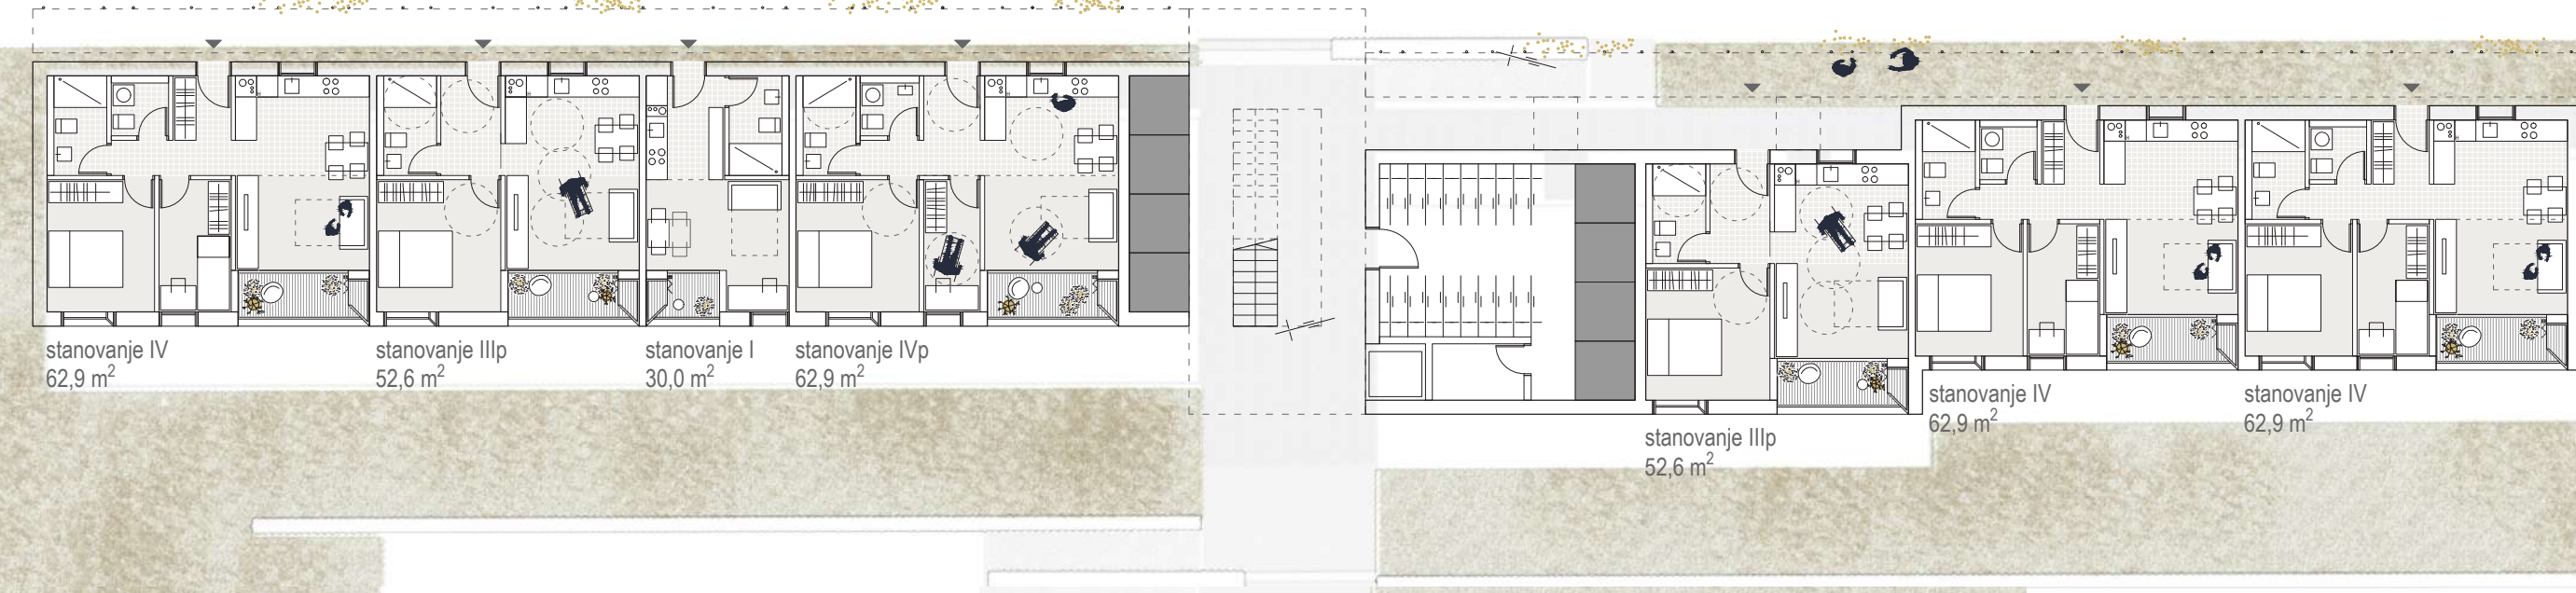 stanovanje IV
62,9 m²
stanovanje IIIp
52,6 m²
stanovanje I
30,0 m²
stanovanje IVp
62,9 m²
stanovanje IIIp
52,6 m²
stanovanje IV
62,9 m²
stanovanje IV
62,9 m²